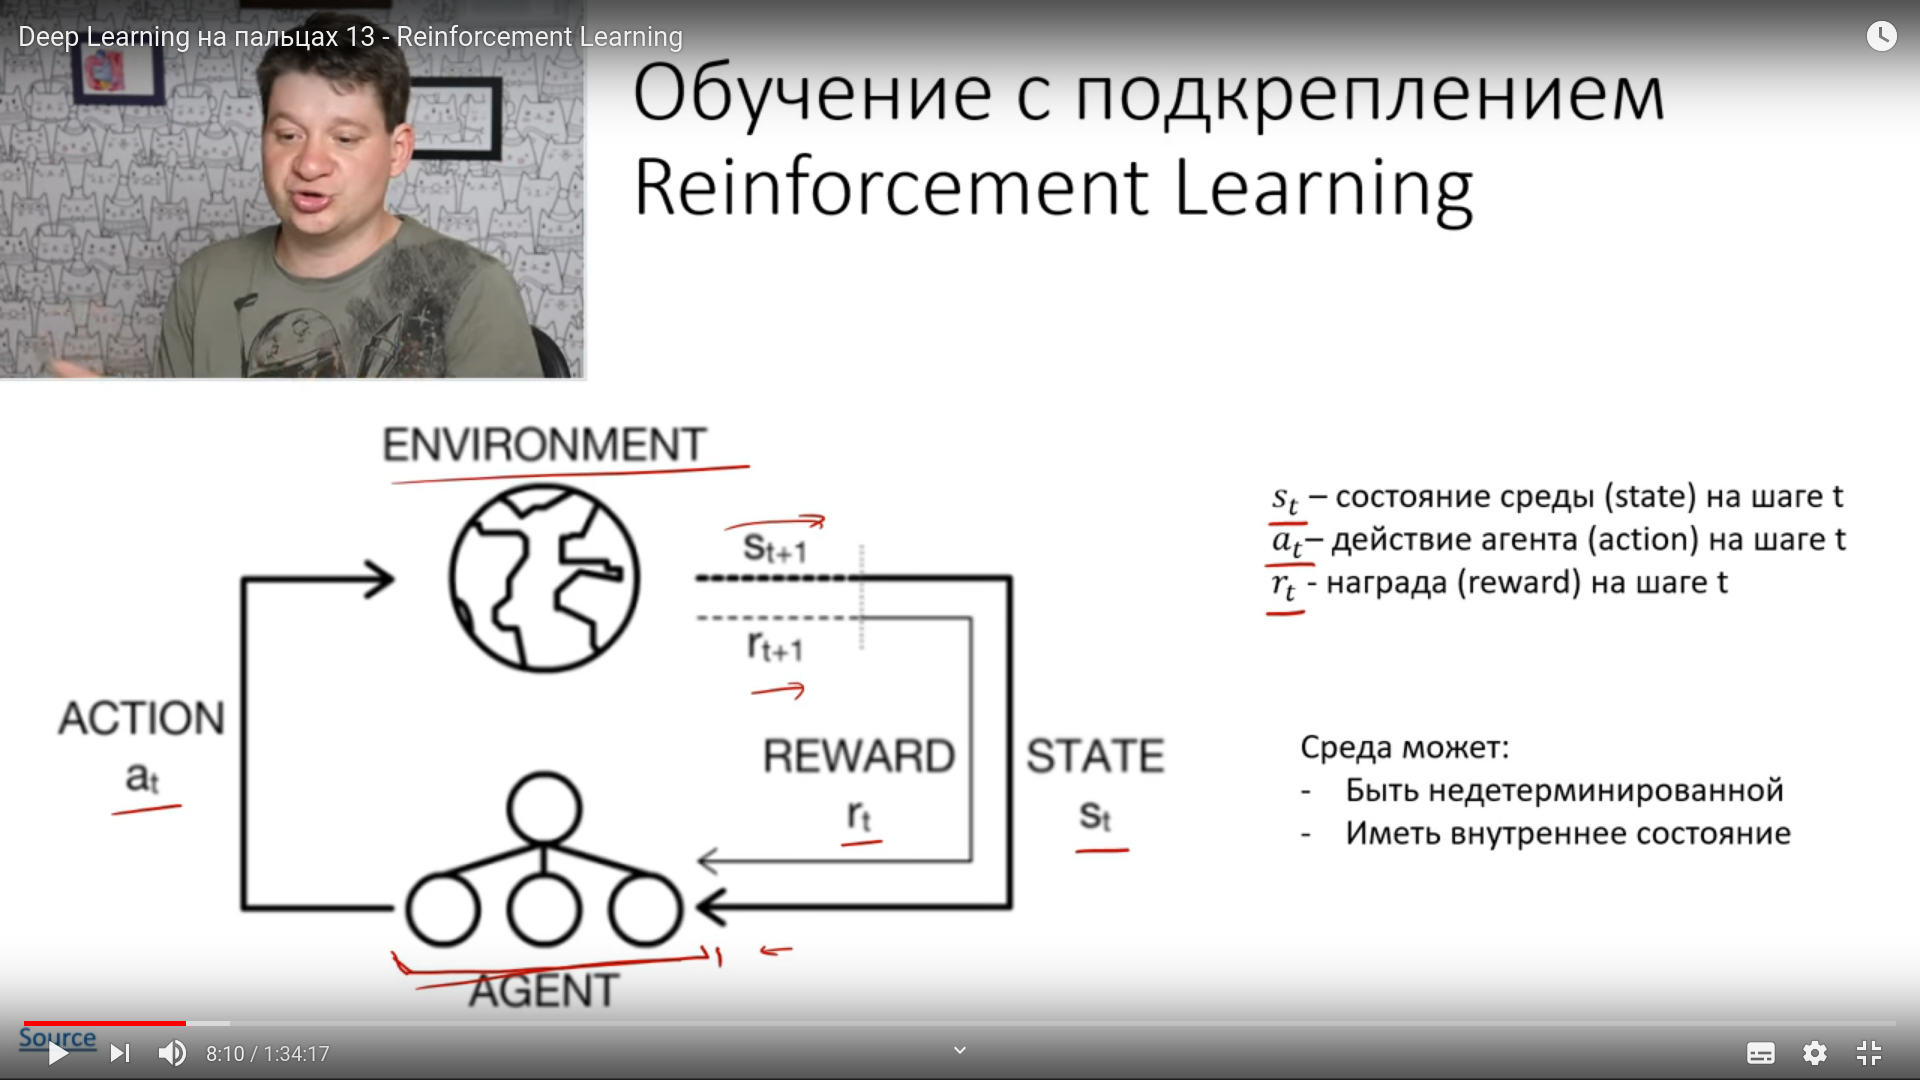 Deep Learning на пальцах 13 - Reinforcement Learning
Обучение с подкреплением
Reinforcement Learning
ENVIRONMENT
s_{t+1}
r_{t+1}
ACTION
a_t
REWARD
r_t
STATE
s_t
AGENT
s_t – состояние среды (state) на шаге t
a_t – действие агента (action) на шаге t
r_t - награда (reward) на шаге t
Среда может:
- Быть недетерминированной
- Иметь внутреннее состояние
Source
8:10 / 1:34:17